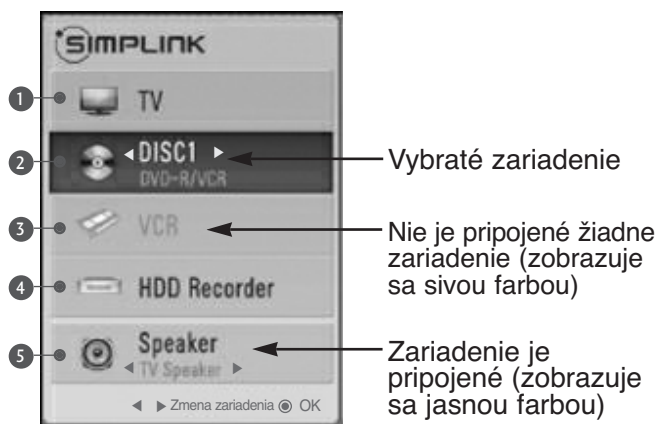 SIMPLINK
1 TV
2 DISC1
DVD-R/VCR
Vybraté zariadenie
3 VCR
Nie je pripojené žiadne
zariadenie (zobrazuje
sa sivou farbou)
4 HDD Recorder
5 Speaker
TV Speaker
Zariadenie je
pripojené (zobrazuje
sa jasnou farbou)
◀ ▶ Zmena zariadenia ◉ OK